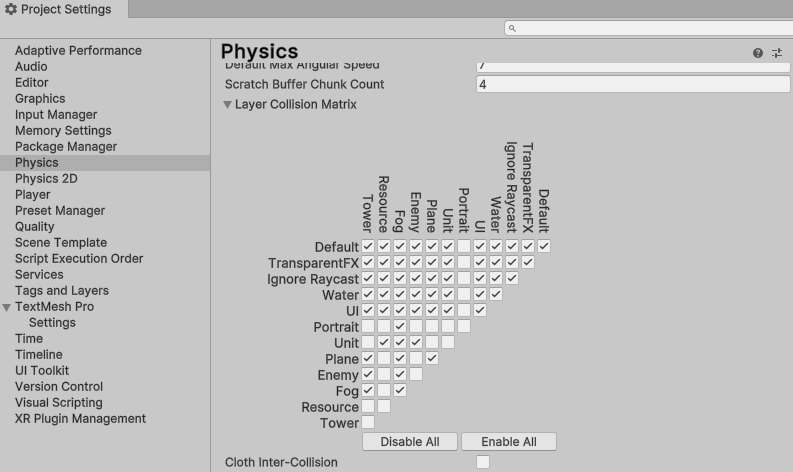 Project Settings
Adaptive Performance
Audio
Editor
Graphics
Input Manager
Memory Settings
Package Manager
Physics
Physics 2D
Player
Preset Manager
Quality
Scene Template
Script Execution Order
Services
Tags and Layers
TextMesh Pro
Settings
Time
Timeline
UI Toolkit
Version Control
Visual Scripting
XR Plugin Management
Physics
Default Max Angular Speed 7
Scratch Buffer Chunk Count 4
Layer Collision Matrix
Tower
Resource
Fog
Enemy
Plane
Unit
Portrait
UI
Water
Ignore Raycast
TransparentFX
Default
Default
TransparentFX
Ignore Raycast
Water
UI
Portrait
Unit
Plane
Enemy
Fog
Resource
Tower
Disable All Enable All
Cloth Inter-Collision